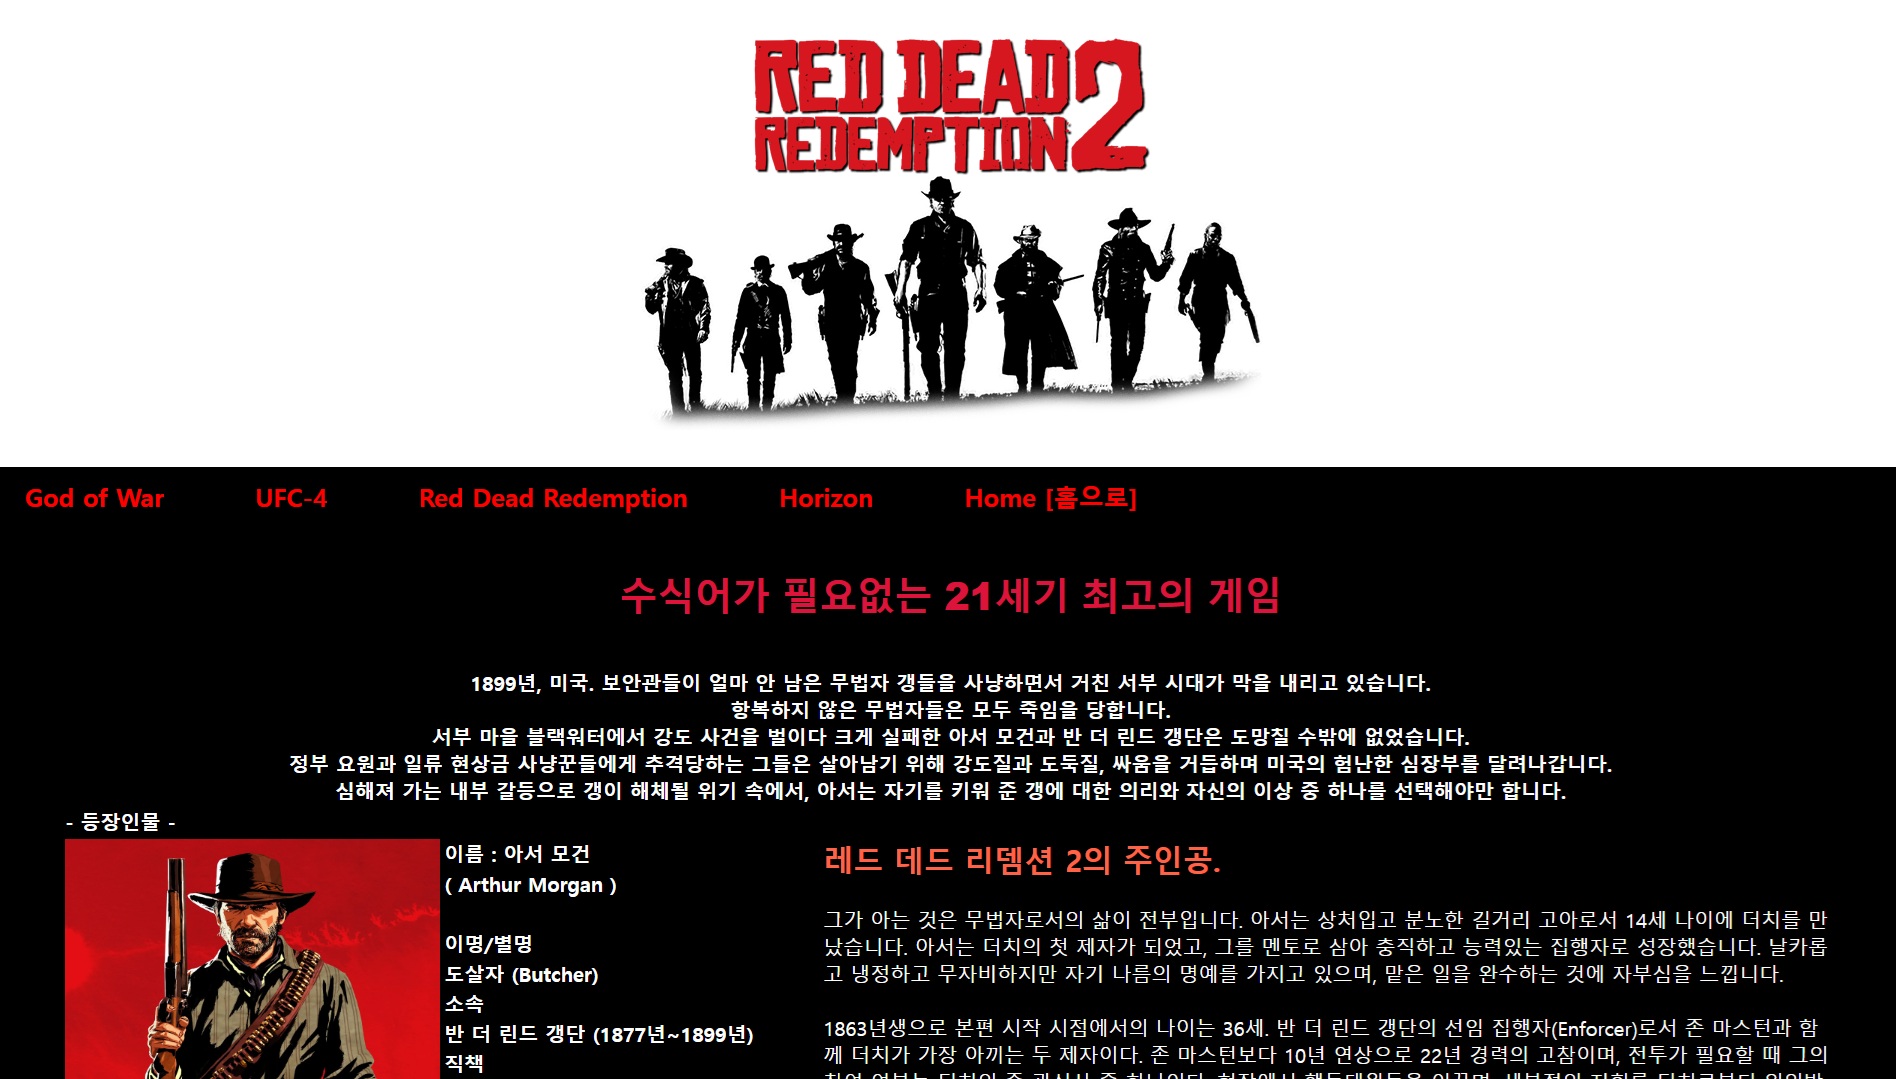 RED DEAD
REDEMPTION 2
God of War UFC-4 Red Dead Redemption Horizon Home [홈으로]
수식어가 필요없는 21세기 최고의 게임
1899년, 미국. 보안관들이 얼마 안 남은 무법자 갱들을 사냥하면서 거친 서부 시대가 막을 내리고 있습니다.
항복하지 않은 무법자들은 모두 죽임을 당합니다.
서부 마을 블랙워터에서 강도 사건을 벌이다 크게 실패한 아서 모건과 반 더 린드 갱단은 도망칠 수밖에 없었습니다.
정부 요원과 일류 현상금 사냥꾼들에게 추격당하는 그들은 살아남기 위해 강도질과 도둑질, 싸움을 거듭하며 미국의 험난한 심장부를 달려나갑니다.
심해져 가는 내부 갈등으로 갱이 해체될 위기 속에서, 아서는 자기를 키워 준 갱에 대한 의리와 자신의 이상 중 하나를 선택해야만 합니다.
- 등장인물 -
이름 : 아서 모건
( Arthur Morgan )
이명/별명
도살자 (Butcher)
소속
반 더 린드 갱단 (1877년~1899년)
직책
레드 데드 리뎀션 2의 주인공.
그가 아는 것은 무법자로서의 삶이 전부입니다. 아서는 상처입고 분노한 길거리 고아로서 14세 나이에 더치를 만
났습니다. 아서는 더치의 첫 제자가 되었고, 그를 멘토로 삼아 충직하고 능력있는 집행자로 성장했습니다. 날카롭
고 냉정하고 무자비하지만 자기 나름의 명예를 가지고 있으며, 맡은 일을 완수하는 것에 자부심을 느낍니다.
1863년생으로 본편 시작 시점에서의 나이는 36세. 반 더 린드 갱단의 선임 집행자(Enforcer)로서 존 마스턴과 함
께 더치가 가장 아끼는 두 제자이다. 존 마스턴보다 10년 연상으로 22년 경력의 고참이며, 전투가 필요할 때 그의